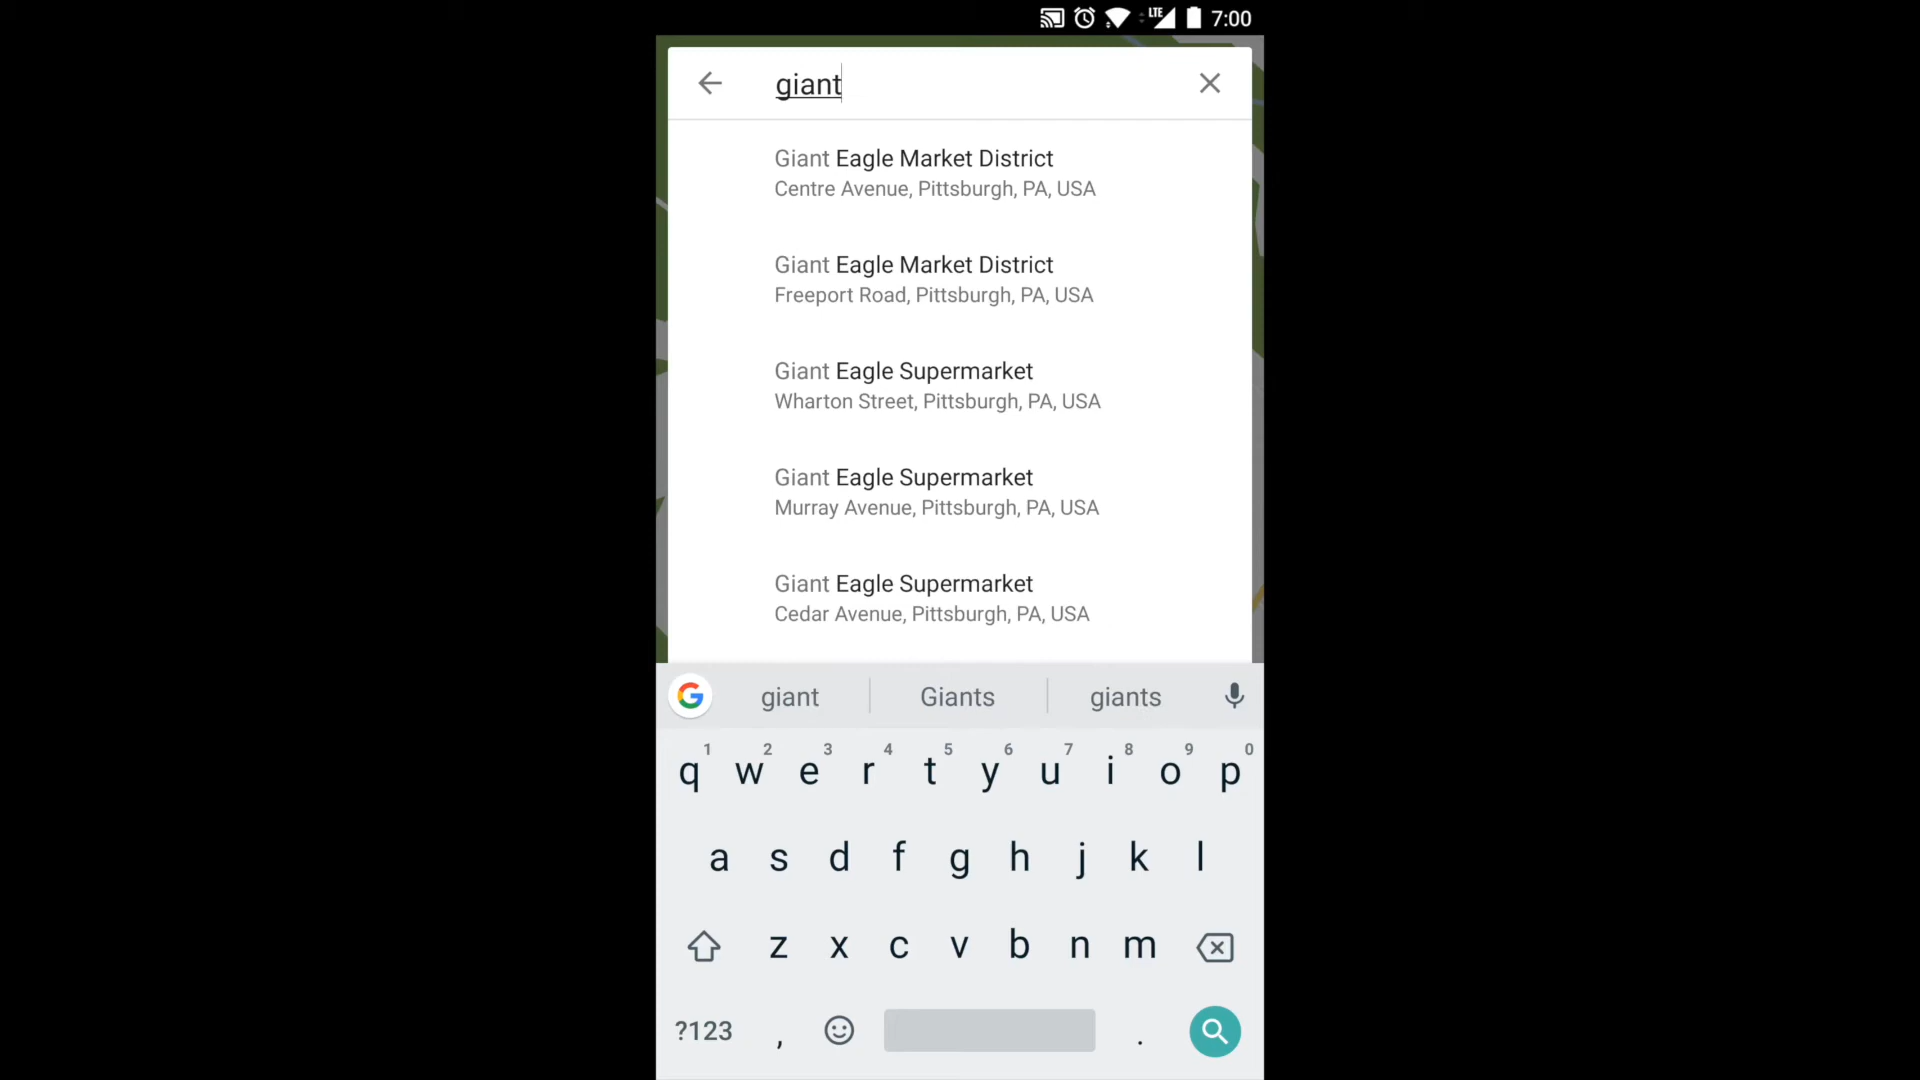 LTE 7:00
giant
Giant Eagle Market District
Centre Avenue, Pittsburgh, PA, USA
Giant Eagle Market District
Freeport Road, Pittsburgh, PA, USA
Giant Eagle Supermarket
Wharton Street, Pittsburgh, PA, USA
Giant Eagle Supermarket
Murray Avenue, Pittsburgh, PA, USA
Giant Eagle Supermarket
Cedar Avenue, Pittsburgh, PA, USA
G giant Giants giants
1 2 3 4 5 6 7 8 9 0
q w e r t y u i o p
a s d f g h j k l
z x c v b n m
?123 , .